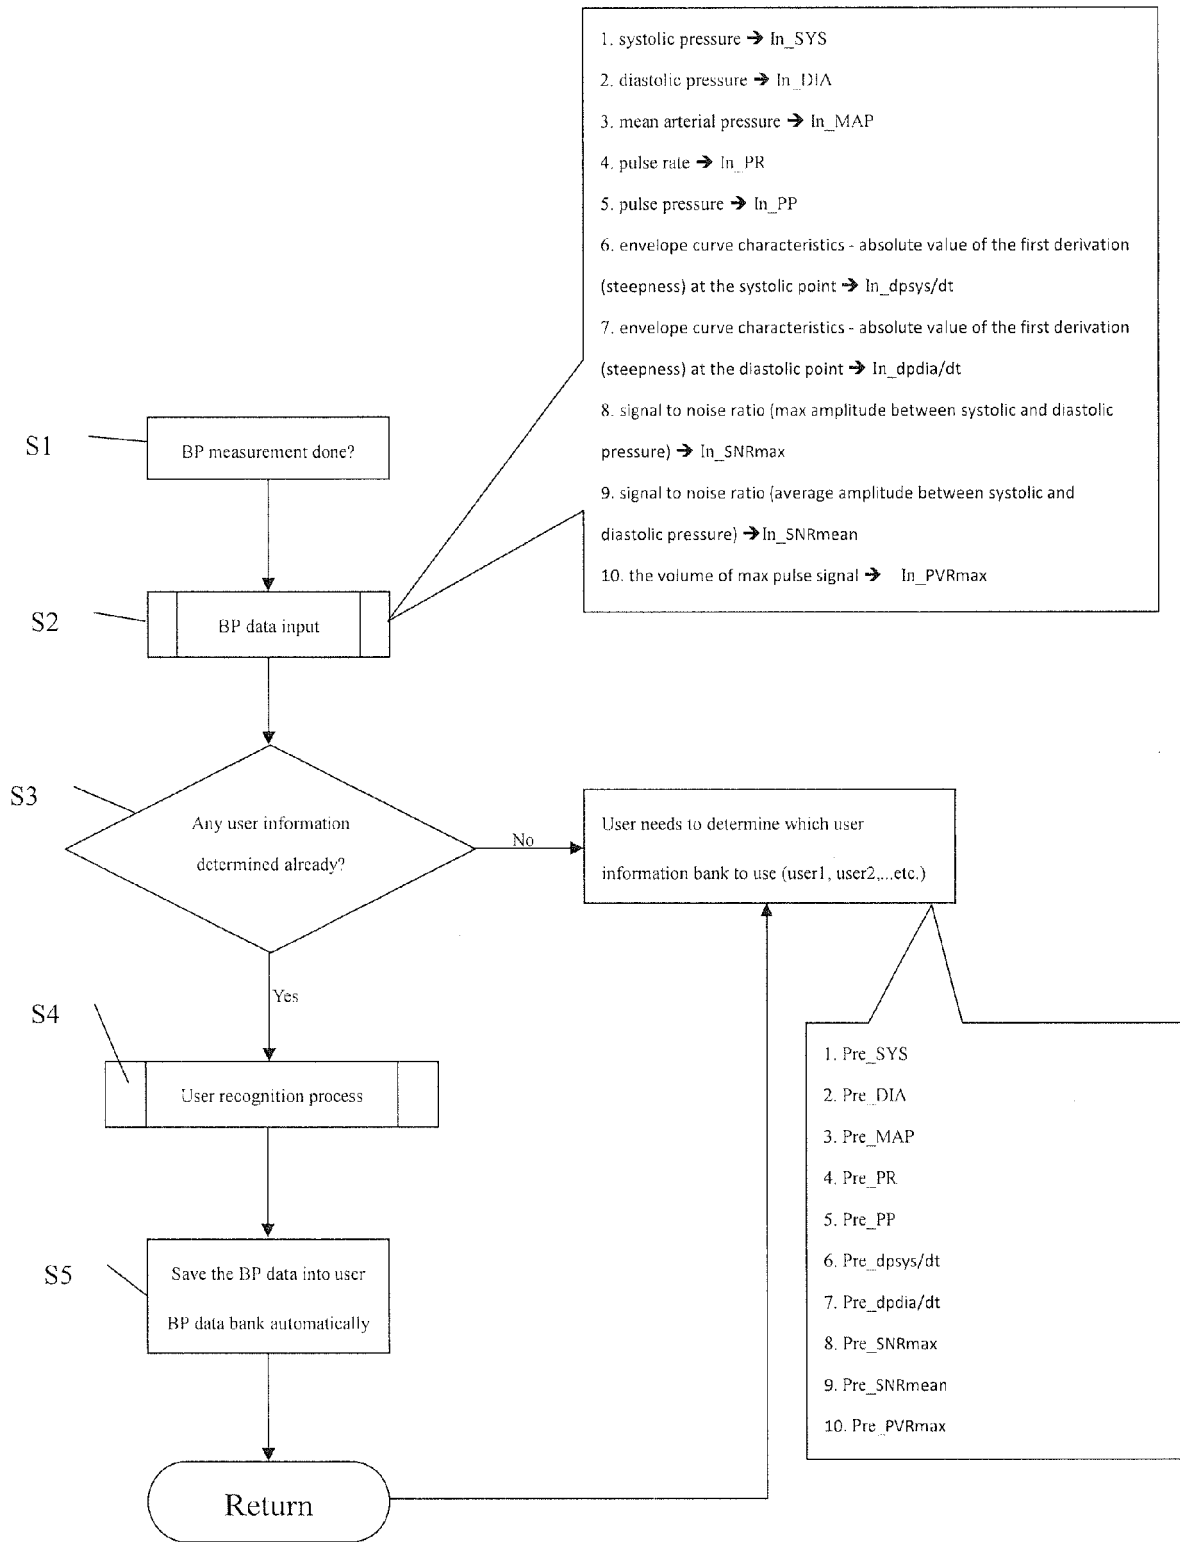 1. systolic pressure ➔ In_SYS
2. diastolic pressure ➔ In_DIA
3. mean arterial pressure ➔ In_MAP
4. pulse rate ➔ In_PR
5. pulse pressure ➔ In_PP
6. envelope curve characteristics - absolute value of the first derivation
(steepness) at the systolic point ➔ In_dpsys/dt
7. envelope curve characteristics - absolute value of the first derivation
(steepness) at the diastolic point ➔ In_dpdia/dt
8. signal to noise ratio (max amplitude between systolic and diastolic
pressure) ➔ In_SNRmax
9. signal to noise ratio (average amplitude between systolic and
diastolic pressure) ➔In_SNRmean
10. the volume of max pulse signal ➔ In_PVRmax
S1
BP measurement done?
S2
BP data input
S3
Any user information
determined already?
No
User needs to determine which user
information bank to use (user1, user2,...etc.)
Yes
S4
User recognition process
1. Pre_SYS
2. Pre_DIA
3. Pre_MAP
4. Pre_PR
5. Pre_PP
6. Pre_dpsys/dt
7. Pre_dpdia/dt
8. Pre_SNRmax
9. Pre_SNRmean
10. Pre_PVRmax
S5
Save the BP data into user
BP data bank automatically
Return